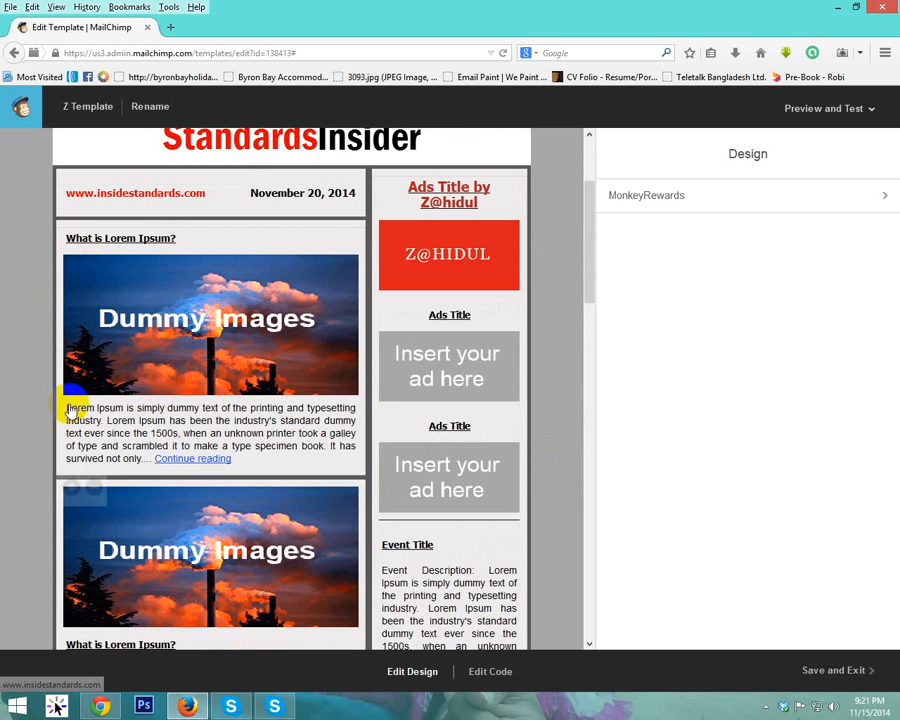 File Edit View History Bookmarks Tools Help
Edit Template | MailChimp
https://us3.admin.mailchimp.com/templates/edit?id=138413#
Google
Most Visited
http://byronbayholida...
Byron Bay Accommod...
3093.jpg (JPEG Image, ...
Email Paint | We Paint ...
CV Folio - Resume/Por...
Teletalk Bangladesh Ltd.
Pre-Book - Robi
Z Template Rename Preview and Test
StandardsInsider
Design
MonkeyRewards
www.insidestandards.com November 20, 2014
What is Lorem Ipsum?
Dummy Images
Lorem Ipsum is simply dummy text of the printing and typesetting
industry. Lorem Ipsum has been the industry's standard dummy
text ever since the 1500s, when an unknown printer took a galley
of type and scrambled it to make a type specimen book. It has
survived not only.... Continue reading
Dummy Images
What is Lorem Ipsum?
Ads Title by
Z@hidul
Z@HIDUL
Ads Title
Insert your
ad here
Ads Title
Insert your
ad here
Event Title
Event Description: Lorem
Ipsum is simply dummy text of
the printing and typesetting
industry. Lorem Ipsum has
been the industry's standard
dummy text ever since the
1500s, when an unknown
www.insidestandards.com
Edit Design Edit Code Save and Exit
Ps
9:21 PM
11/15/2014